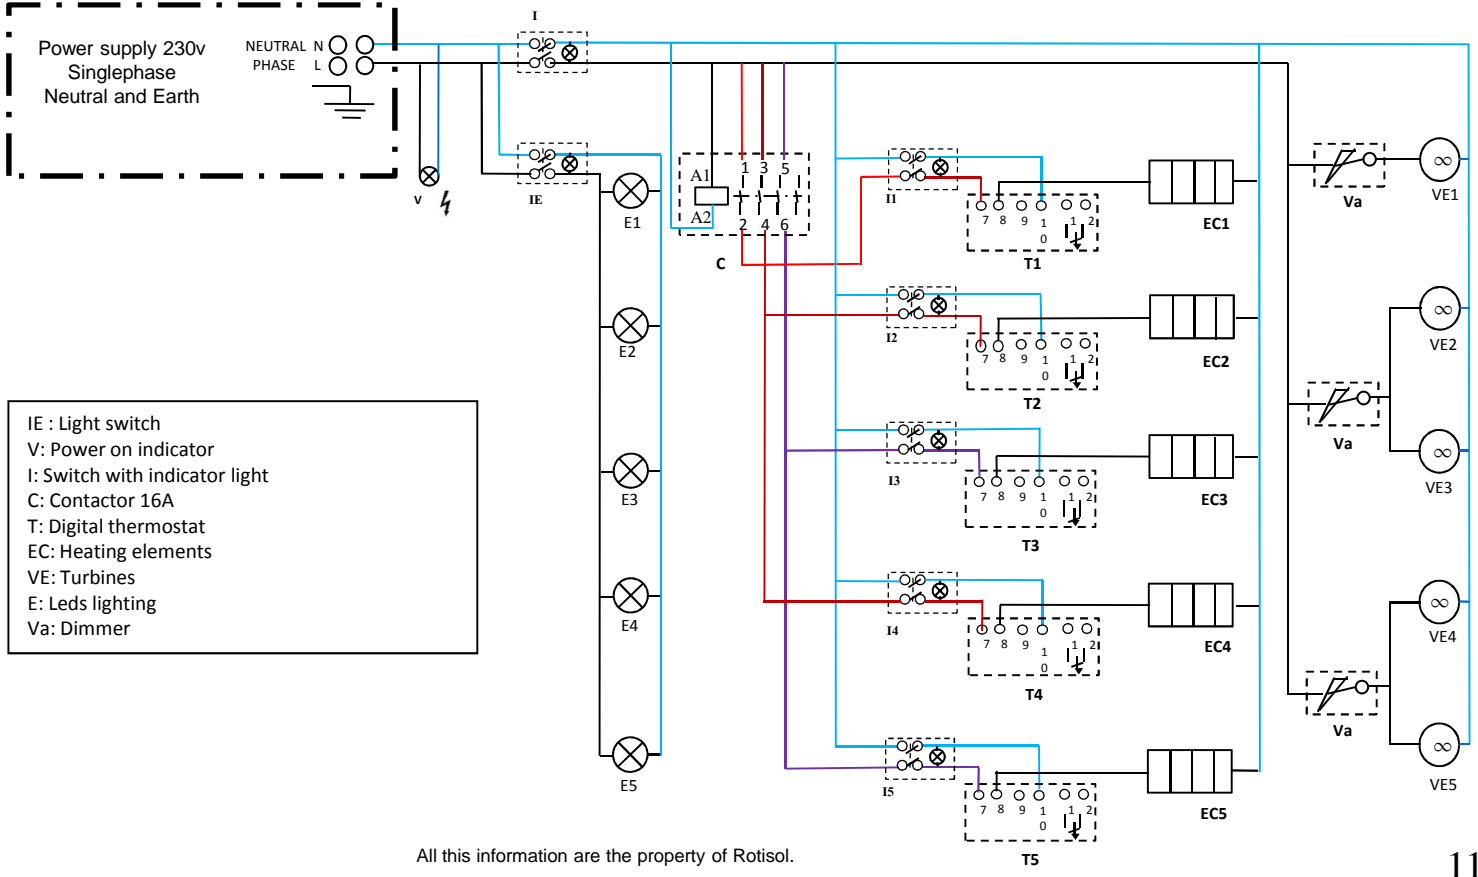 Power supply 230v
Singlephase
Neutral and Earth
NEUTRAL N
PHASE L
I
V
IE
E1
E2
E3
E4
E5
A1
A2
1 3 5
2 4 6
C
I1
7 8 9 1 0 1 2
T1
EC1
I2
7 8 9 1 0 1 2
T2
EC2
I3
7 8 9 1 0 1 2
T3
EC3
I4
7 8 9 1 0 1 2
T4
EC4
I5
7 8 9 1 0 1 2
T5
EC5
Va
VE1
VE2
Va
VE3
VE4
Va
VE5
IE : Light switch
V: Power on indicator
I: Switch with indicator light
C: Contactor 16A
T: Digital thermostat
EC: Heating elements
VE: Turbines
E: Leds lighting
Va: Dimmer
All this information are the property of Rotisol.
11